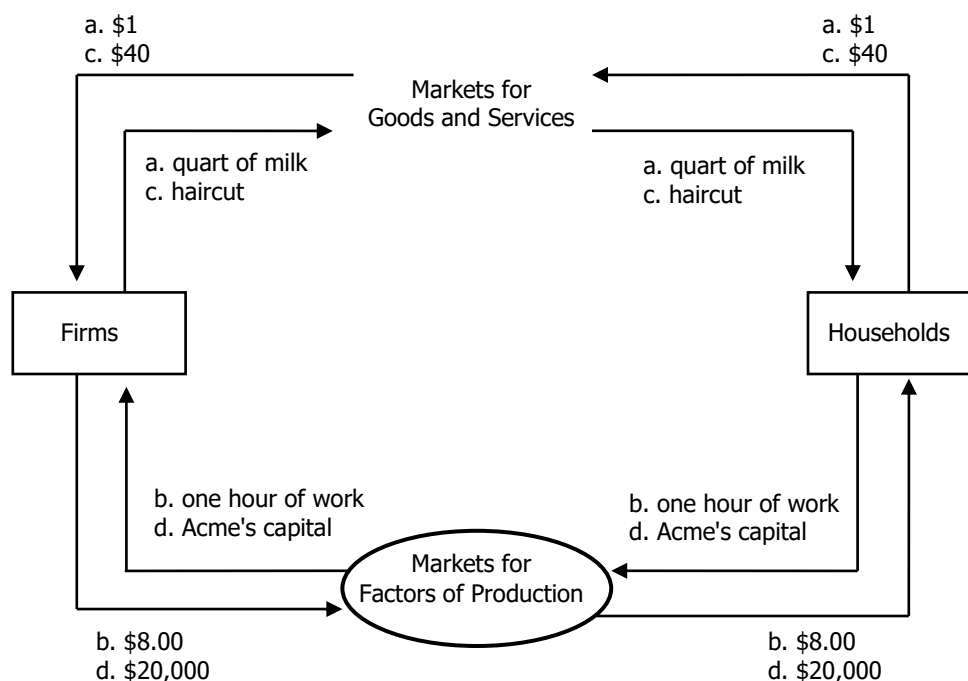 a. $1
c. $40
a. $1
c. $40
Markets for
Goods and Services
a. quart of milk
c. haircut
a. quart of milk
c. haircut
Firms
Households
b. one hour of work
d. Acme's capital
b. one hour of work
d. Acme's capital
Markets for
Factors of Production
b. $8.00
d. $20,000
b. $8.00
d. $20,000